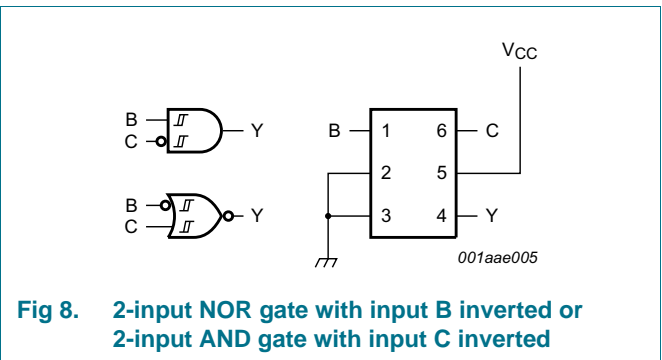 VCC
B
C
Y
B
C
Y
B 1 6 C
2 5
3 4 Y
001aae005
Fig 8. 2-input NOR gate with input B inverted or
2-input AND gate with input C inverted